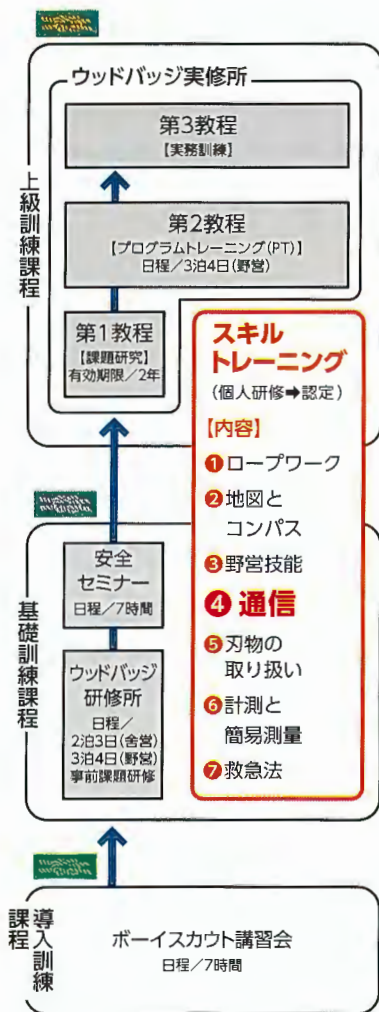 ウッドバッジ実修所
第3教程
【実務訓練】
第2教程
【プログラムトレーニング(PT)】
日程/3泊4日(野営)
第1教程
【課題研究】
有効期限/2年
上級訓練課程
スキル
トレーニング
(個人研修➡認定)
【内容】
❶ロープワーク
❷地図と
コンパス
❸野営技能
❹ 通信
❺刃物の
取り扱い
❻計測と
簡易測量
❼救急法
安全
セミナー
日程/7時間
ウッドバッジ
研修所
日程/
2泊3日(舎営)
3泊4日(野営)
事前課題研修
基礎訓練課程
導入訓練
課程
ボーイスカウト講習会
日程/7時間